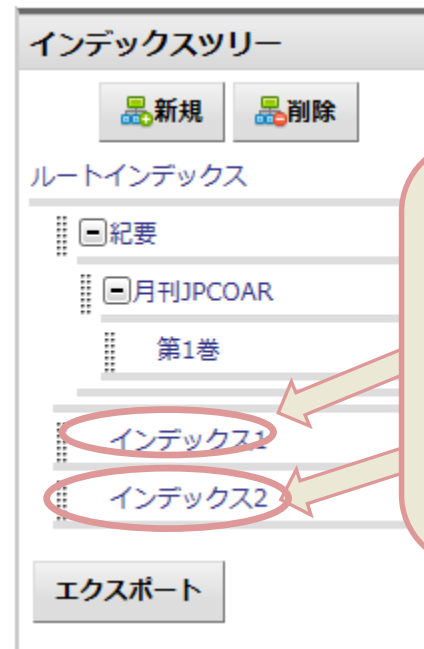 インデックスツリー
新規 削除
ルートインデックス
紀要
月刊JPCOAR
第1巻
インデックス1
インデックス2
エクスポート